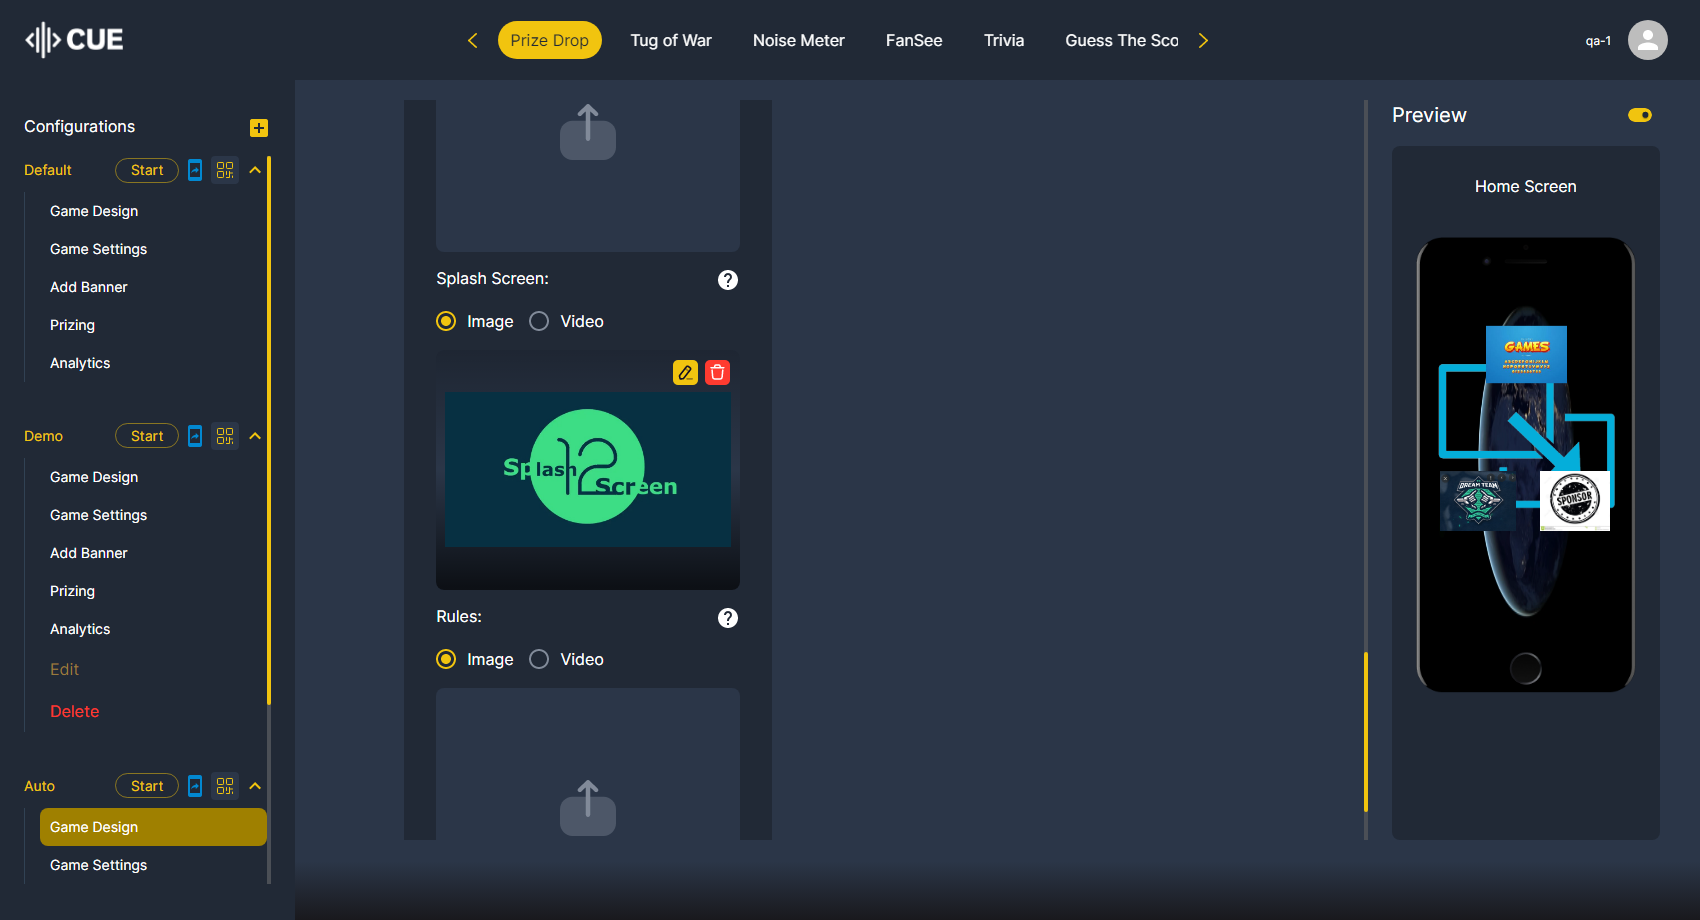 CUE
Prize Drop
Tug of War
Noise Meter
FanSee
Trivia
Guess The Sco
qa-1
Configurations
Default
Start
Game Design
Game Settings
Add Banner
Prizing
Analytics
Demo
Start
Game Design
Game Settings
Add Banner
Prizing
Analytics
Edit
Delete
Auto
Start
Game Design
Game Settings
Splash Screen:
?
Image
Video
Splash
12
Screen
Rules:
?
Image
Video
Preview
Home Screen
GAMES
DREAM TEAM
SPONSOR